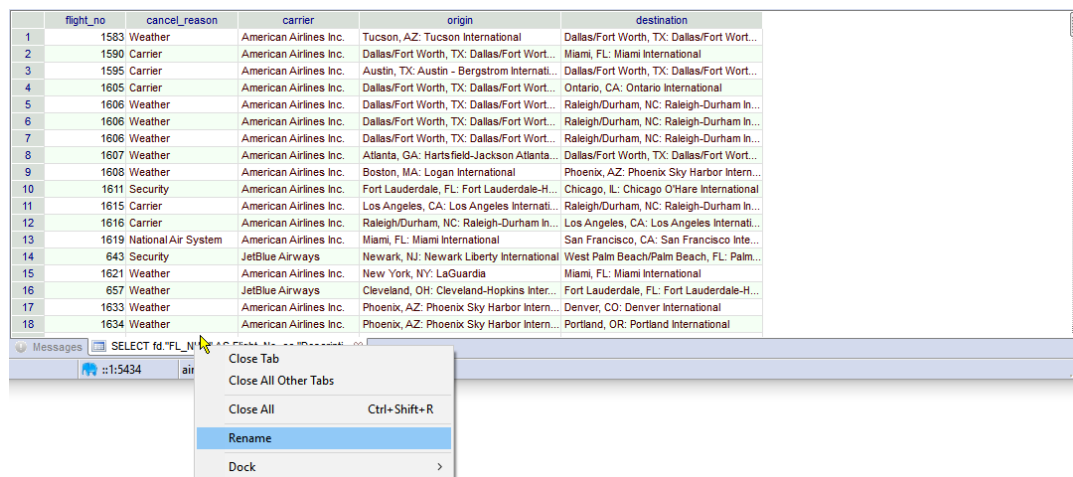 flight_no cancel_reason carrier origin destination
1 1583 Weather American Airlines Inc. Tucson, AZ: Tucson International Dallas/Fort Worth, TX: Dallas/Fort Wort...
2 1590 Carrier American Airlines Inc. Dallas/Fort Worth, TX: Dallas/Fort Wort... Miami, FL: Miami International
3 1595 Carrier American Airlines Inc. Austin, TX: Austin - Bergstrom Internati... Dallas/Fort Worth, TX: Dallas/Fort Wort...
4 1605 Carrier American Airlines Inc. Dallas/Fort Worth, TX: Dallas/Fort Wort... Ontario, CA: Ontario International
5 1606 Weather American Airlines Inc. Dallas/Fort Worth, TX: Dallas/Fort Wort... Raleigh/Durham, NC: Raleigh-Durham In...
6 1606 Weather American Airlines Inc. Dallas/Fort Worth, TX: Dallas/Fort Wort... Raleigh/Durham, NC: Raleigh-Durham In...
7 1606 Weather American Airlines Inc. Dallas/Fort Worth, TX: Dallas/Fort Wort... Raleigh/Durham, NC: Raleigh-Durham In...
8 1607 Weather American Airlines Inc. Atlanta, GA: Hartsfield-Jackson Atlanta... Dallas/Fort Worth, TX: Dallas/Fort Wort...
9 1608 Weather American Airlines Inc. Boston, MA: Logan International Phoenix, AZ: Phoenix Sky Harbor Intern...
10 1611 Security American Airlines Inc. Fort Lauderdale, FL: Fort Lauderdale-H... Chicago, IL: Chicago O'Hare International
11 1615 Carrier American Airlines Inc. Los Angeles, CA: Los Angeles Internati... Raleigh/Durham, NC: Raleigh-Durham In...
12 1616 Carrier American Airlines Inc. Raleigh/Durham, NC: Raleigh-Durham In... Los Angeles, CA: Los Angeles Internati...
13 1619 National Air System American Airlines Inc. Miami, FL: Miami International San Francisco, CA: San Francisco Inte...
14 643 Security JetBlue Airways Newark, NJ: Newark Liberty International West Palm Beach/Palm Beach, FL: Palm...
15 1621 Weather American Airlines Inc. New York, NY: LaGuardia Miami, FL: Miami International
16 657 Weather JetBlue Airways Cleveland, OH: Cleveland-Hopkins Inter... Fort Lauderdale, FL: Fort Lauderdale-H...
17 1633 Weather American Airlines Inc. Phoenix, AZ: Phoenix Sky Harbor Intern... Denver, CO: Denver International
18 1634 Weather American Airlines Inc. Phoenix, AZ: Phoenix Sky Harbor Intern... Portland, OR: Portland International
Messages SELECT
::1:5434
Close Tab
Close All Other Tabs
Close All Ctrl+Shift+R
Rename
Dock >